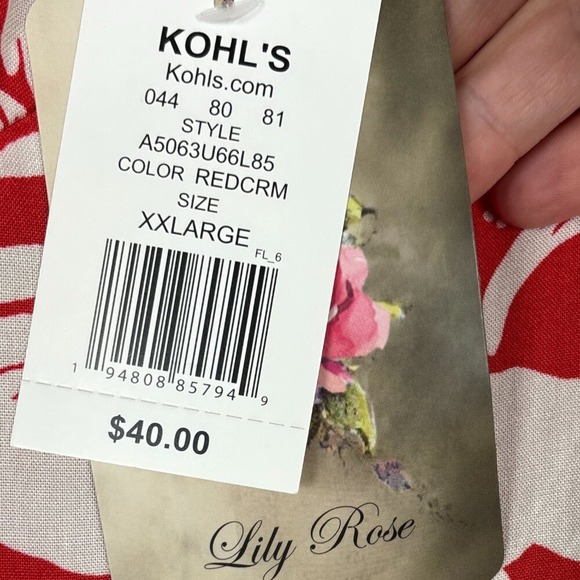 KOHL'S
Kohls.com
044 80 81
STYLE
A5063U66L85
COLOR REDCRM
SIZE
XXLARGE
FL_6
1 94808 85794 9
$40.00
Lily Rose